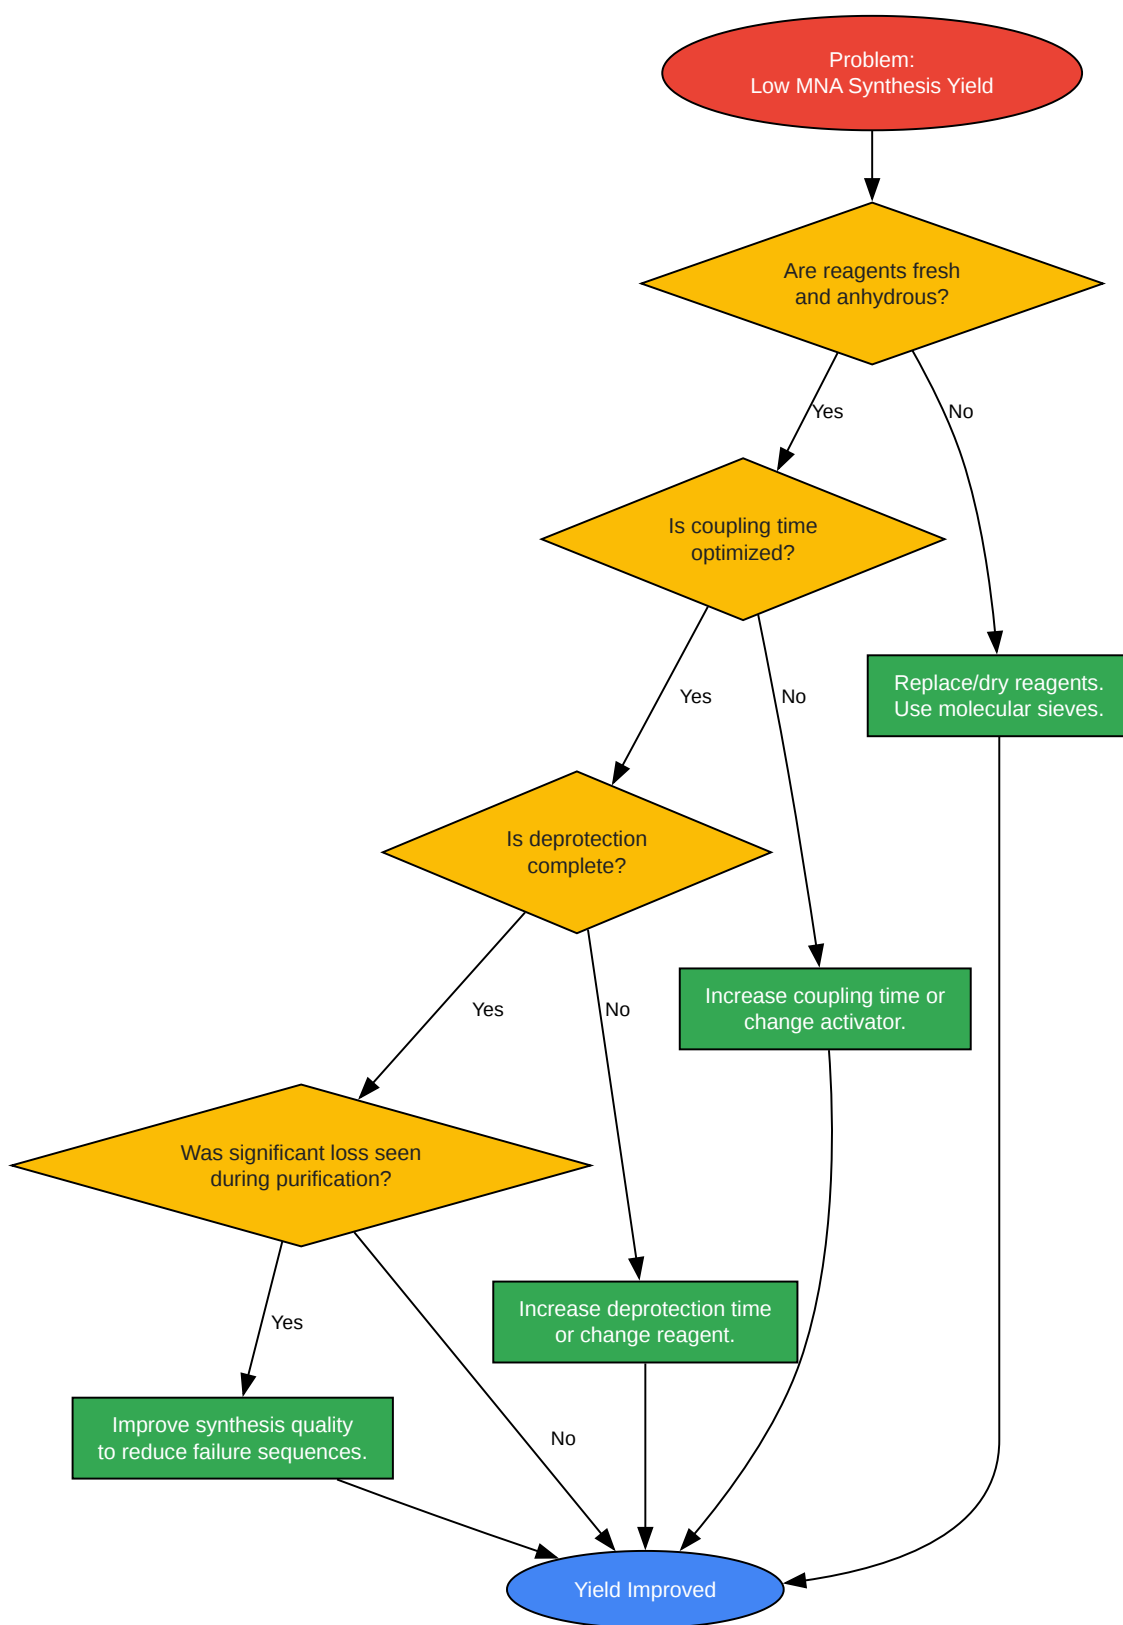 Problem:
Low MNA Synthesis Yield
Are reagents fresh
and anhydrous?
Yes
No
Is coupling time
optimized?
Yes
No
Replace/dry reagents.
Use molecular sieves.
Is deprotection
complete?
Yes
No
Increase coupling time or
change activator.
Was significant loss seen
during purification?
Yes
No
Increase deprotection time
or change reagent.
Improve synthesis quality
to reduce failure sequences.
Yield Improved